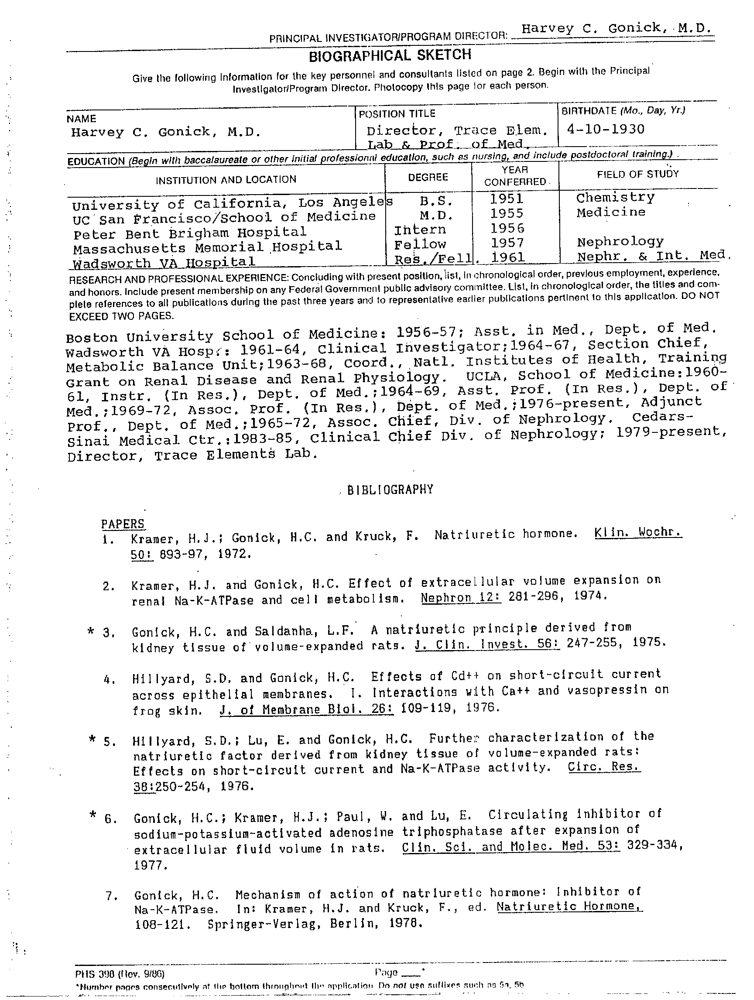 PRINCIPAL INVESTIGATOR/PROGRAM DIRECTOR: Harvey C. Gonick, M.D.
BIOGRAPHICAL SKETCH
Give the following information for the key personnel and consultants listed on page 2. Begin with the Principal
Investigator/Program Director. Photocopy this page for each person.
NAME POSITION TITLE BIRTHDATE (Mo., Day, Yr.)
Harvey C. Gonick, M.D. Director, Trace Elem. 4-10-1930
Lab & Prof. of Med.
EDUCATION (Begin with baccalaureate or other initial professional education, such as nursing, and include postdoctoral training.)
INSTITUTION AND LOCATION DEGREE YEAR CONFERRED FIELD OF STUDY
University of California, Los Angeles B.S. 1951 Chemistry
UC San Francisco/School of Medicine M.D. 1955 Medicine
Peter Bent Brigham Hospital Intern 1956
Massachusetts Memorial Hospital Fellow 1957 Nephrology
Wadsworth VA Hospital Res./Fell. 1961 Nephr. & Int. Med.
RESEARCH AND PROFESSIONAL EXPERIENCE: Concluding with present position, list, in chronological order, previous employment, experience,
and honors. Include present membership on any Federal Government public advisory committee. List, in chronological order, the titles and com-
plete references to all publications during the past three years and to representative earlier publications pertinent to this application. DO NOT
EXCEED TWO PAGES.
Boston University School of Medicine: 1956-57; Asst. in Med., Dept. of Med.
Wadsworth VA Hosp.: 1961-64, Clinical Investigator;1964-67, Section Chief,
Metabolic Balance Unit;1963-68, Coord., Natl. Institutes of Health, Training
Grant on Renal Disease and Renal Physiology. UCLA, School of Medicine:1960-
61, Instr. (In Res.), Dept. of Med.;1964-69, Asst. Prof. (In Res.), Dept. of
Med.;1969-72, Assoc. Prof. (In Res.), Dept. of Med.;1976-present, Adjunct
Prof., Dept. of Med.;1965-72, Assoc. Chief, Div. of Nephrology. Cedars-
Sinai Medical Ctr.:1983-85, Clinical Chief Div. of Nephrology; 1979-present,
Director, Trace Elements Lab.
BIBLIOGRAPHY
PAPERS
1. Kramer, H.J.; Gonick, H.C. and Kruck, F. Natriuretic hormone. Klin. Wochr.
50: 893-97, 1972.
2. Kramer, H.J. and Gonick, H.C. Effect of extracellular volume expansion on
renal Na-K-ATPase and cell metabolism. Nephron 12: 281-296, 1974.
* 3. Gonick, H.C. and Saldanha, L.F. A natriuretic principle derived from
kidney tissue of volume-expanded rats. J. Clin. Invest. 56: 247-255, 1975.
4. Hillyard, S.D. and Gonick, H.C. Effects of Cd++ on short-circuit current
across epithelial membranes. I. Interactions with Ca++ and vasopressin on
frog skin. J. of Membrane Biol. 26: 109-119, 1976.
* 5. Hillyard, S.D.; Lu, E. and Gonick, H.C. Further characterization of the
natriuretic factor derived from kidney tissue of volume-expanded rats:
Effects on short-circuit current and Na-K-ATPase activity. Circ. Res.
38:250-254, 1976.
* 6. Gonick, H.C.; Kramer, H.J.; Paul, W. and Lu, E. Circulating inhibitor of
sodium-potassium-activated adenosine triphosphatase after expansion of
extracellular fluid volume in rats. Clin. Sci. and Molec. Med. 53: 329-334,
1977.
7. Gonick, H.C. Mechanism of action of natriuretic hormone: Inhibitor of
Na-K-ATPase. In: Kramer, H.J. and Kruck, F., ed. Natriuretic Hormone,
108-121. Springer-Verlag, Berlin, 1978.
PHS 398 (Rev. 9/86) Page ___*
*Number pages consecutively at the bottom throughout the application. Do not use suffixes such as 5a, 5b.